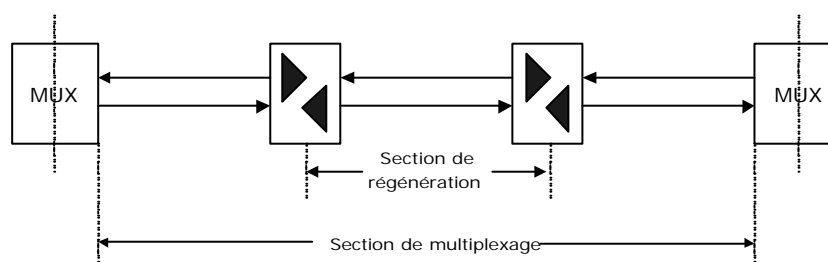 MUX
MUX
Section de
régénération
Section de multiplexage